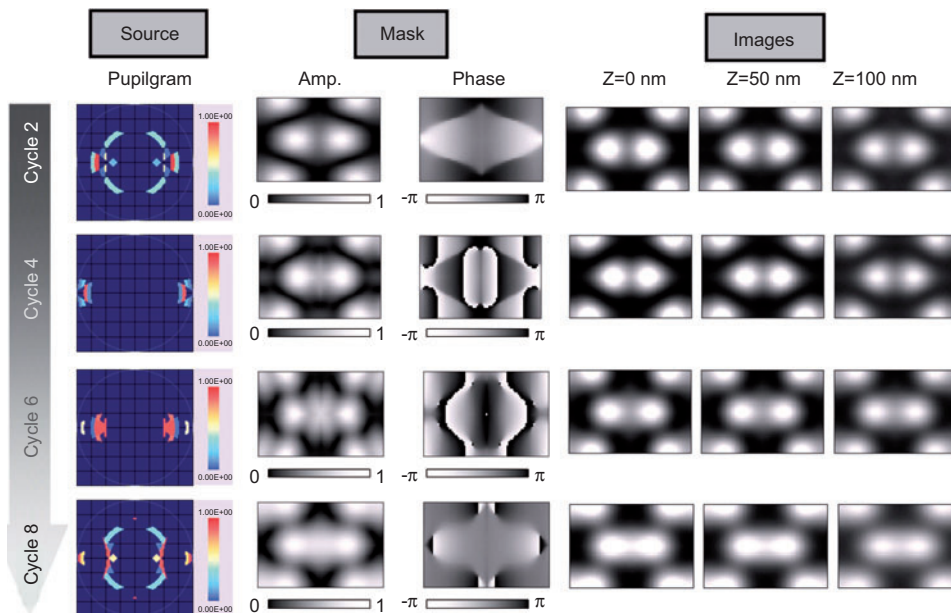 Source
Mask
Images
Pupilgram
Amp.
Phase
Z=0 nm
Z=50 nm
Z=100 nm
Cycle 2
1.00E+00
0.00E+00
0 1
-π π
Cycle 4
1.00E+00
0.00E+00
0 1
-π π
Cycle 6
1.00E+00
0.00E+00
0 1
-π π
Cycle 8
1.00E+00
0.00E+00
0 1
-π π